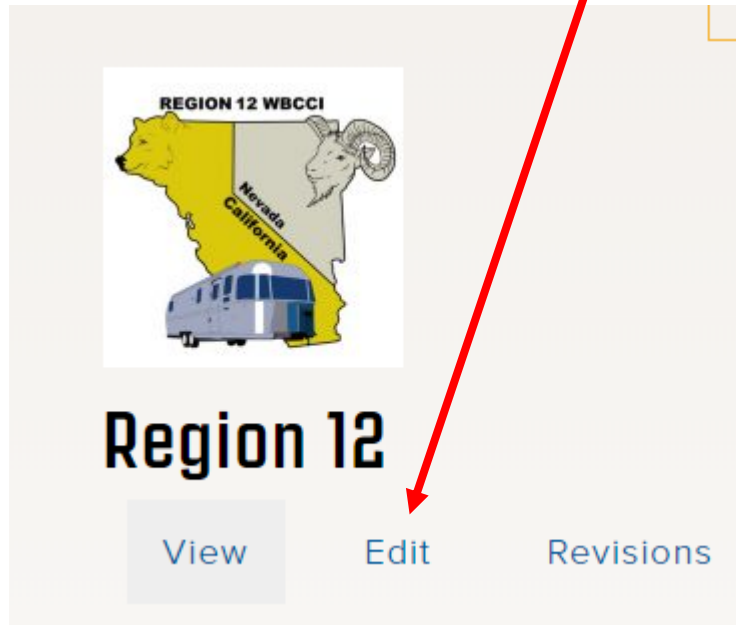 REGION 12 WBCCI
Nevada
California
Region 12
View Edit Revisions